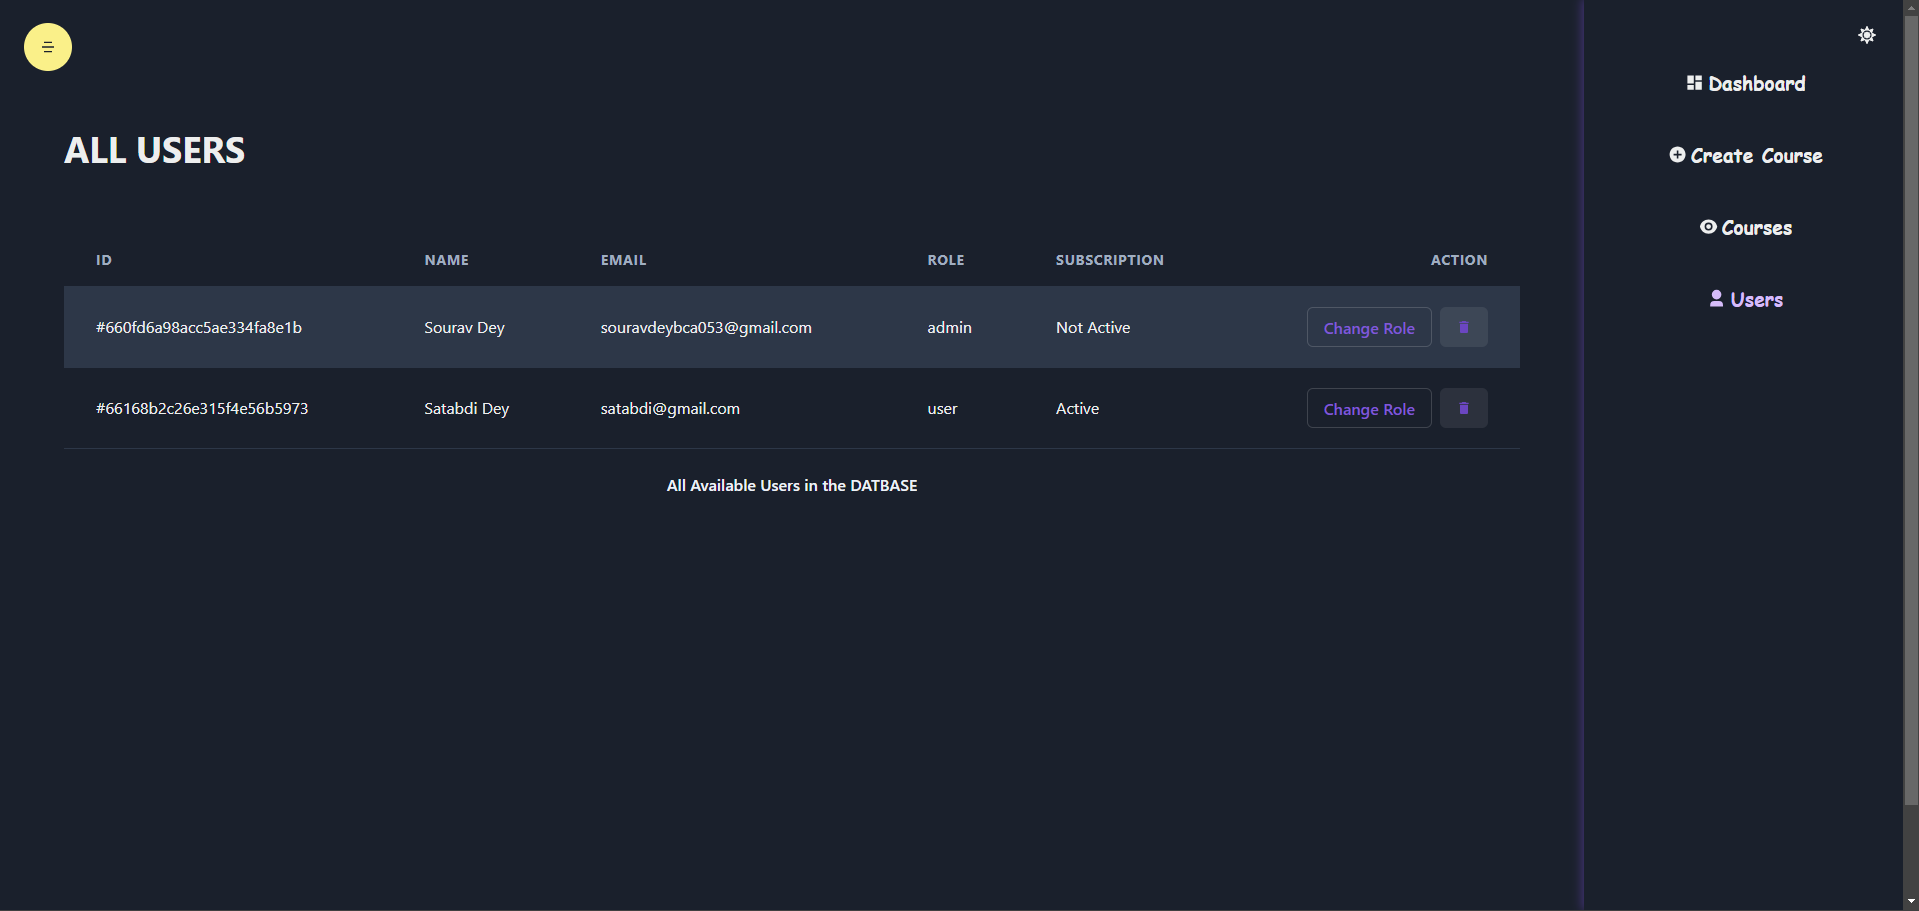 ALL USERS
ID NAME EMAIL ROLE SUBSCRIPTION ACTION
#660fd6a98acc5ae334fa8e1b Sourav Dey souravdeybca053@gmail.com admin Not Active Change Role
#66168b2c26e315f4e56b5973 Satabdi Dey satabdi@gmail.com user Active Change Role
All Available Users in the DATBASE
Dashboard
Create Course
Courses
Users